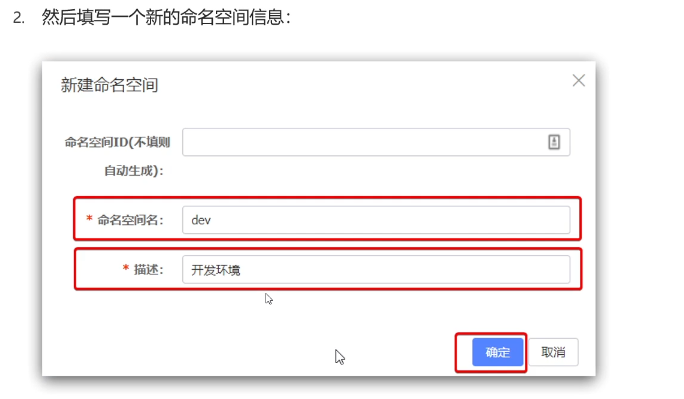 2. 然后填写一个新的命名空间信息：
新建命名空间
命名空间ID(不填则
自动生成)：
* 命名空间名： dev
* 描述： 开发环境
确定 取消